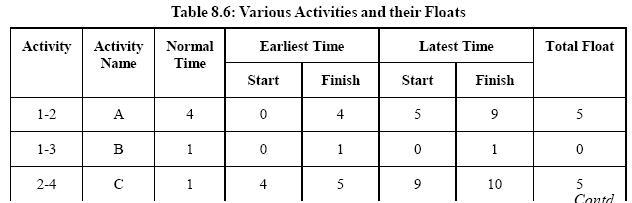 Table 8.6: Various Activities and their Floats
Activity Activity Name Normal Time Earliest Time Latest Time Total Float
Start Finish Start Finish
1-2 A 4 0 4 5 9 5
1-3 B 1 0 1 0 1 0
2-4 C 1 4 5 9 10 5
Contd